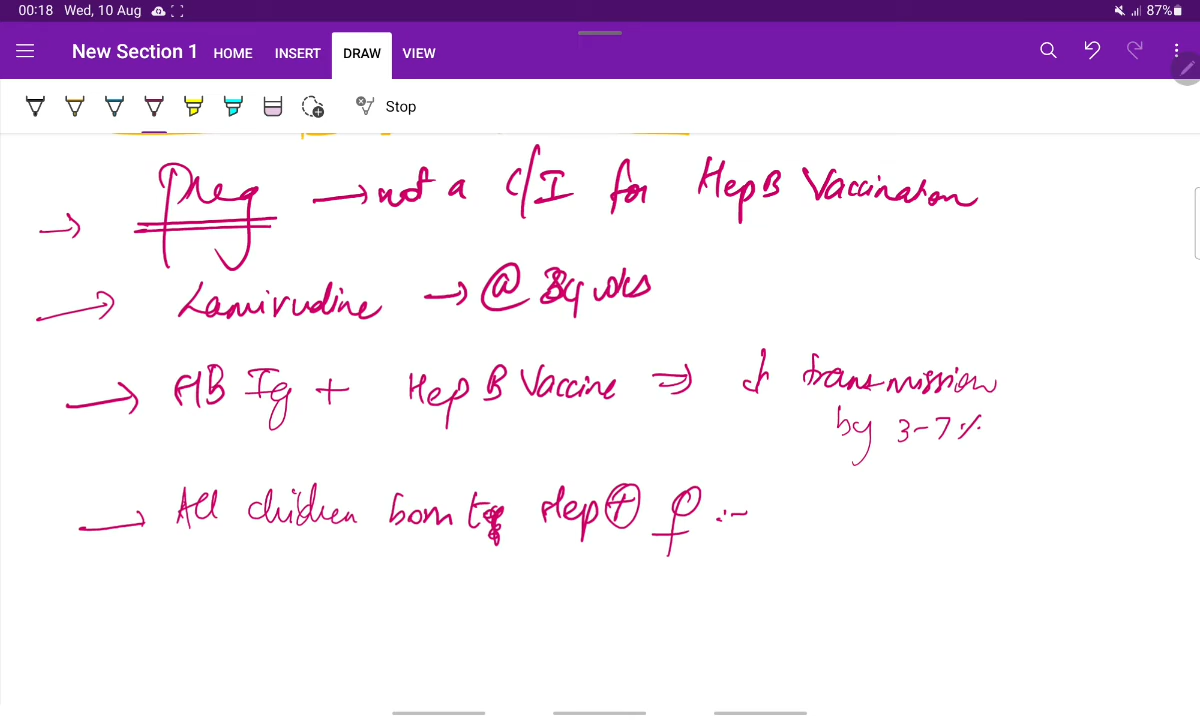 00:18 Wed, 10 Aug 87%
New Section 1 HOME INSERT DRAW VIEW
Stop
→ Preg → not a C/I for Hep B Vaccination
→ Lamivudine → @ 34 wks
→ HB Ig + Hep B Vaccine ⇒ ↓ transmission
by 3-7%
→ All children born to Hep ⊕ ♀ :-